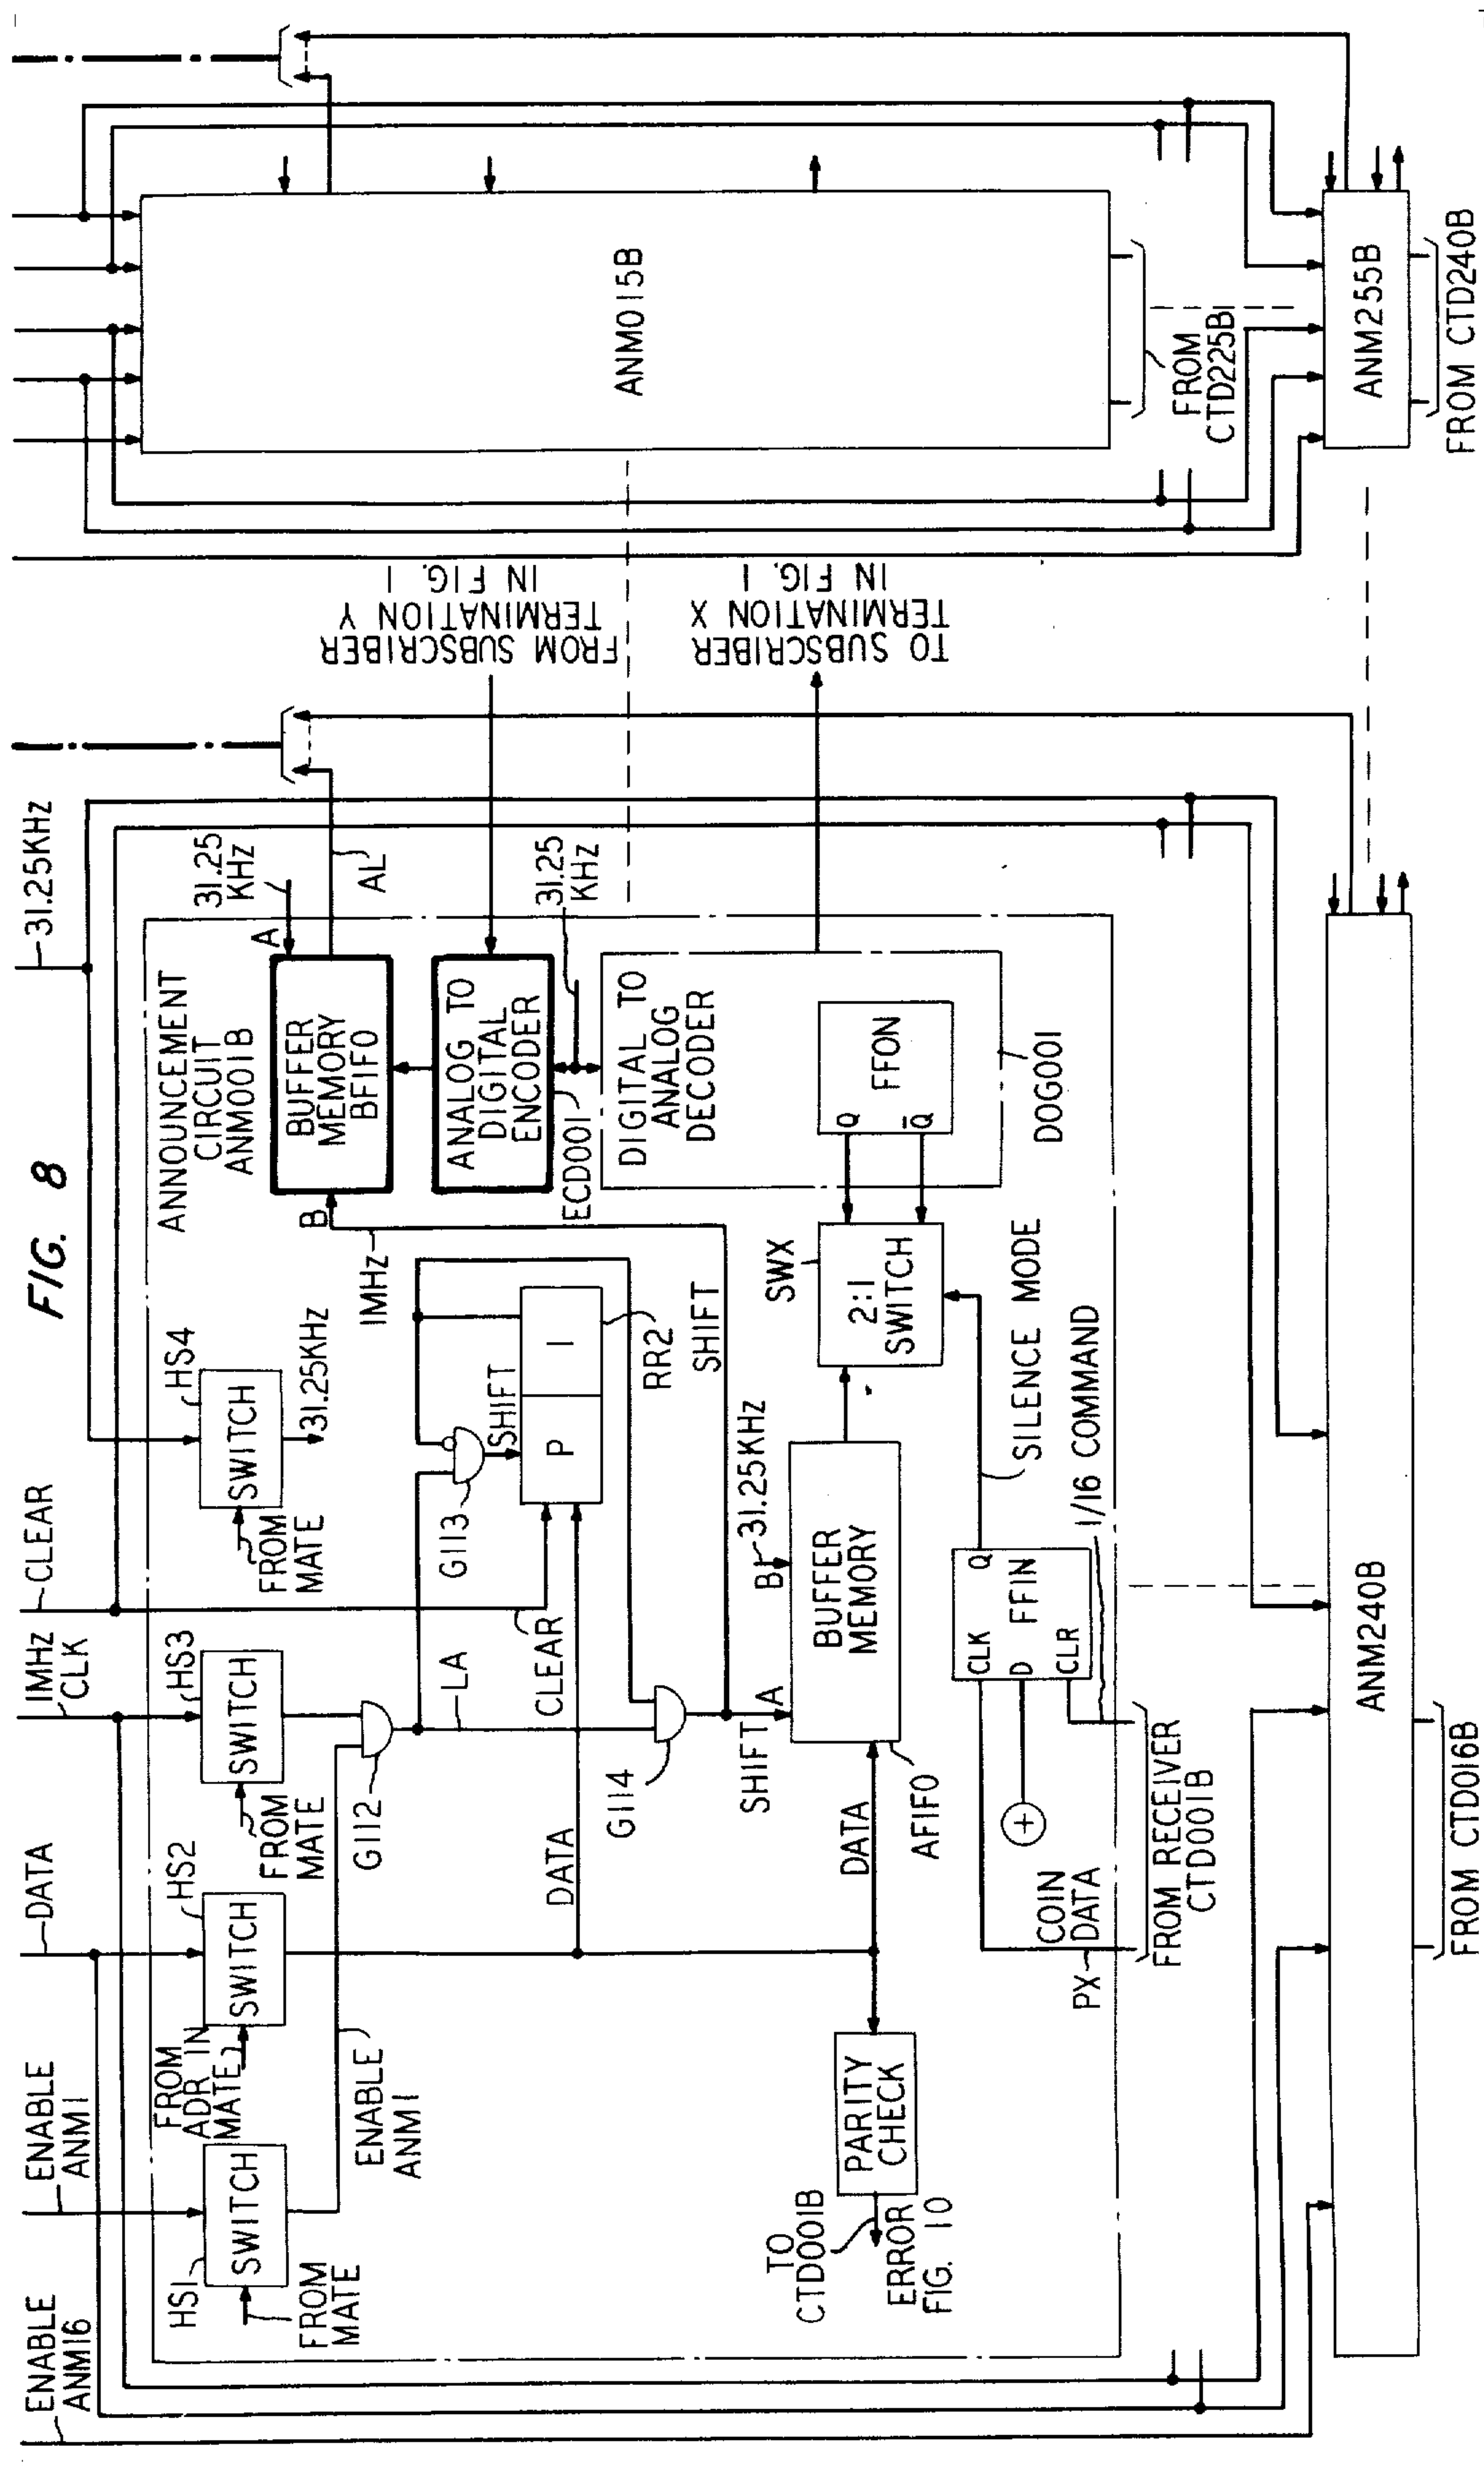 FIG. 8
ENABLE
ANM16
ENABLE
ANM1
DATA
1MHZ
CLK
CLEAR
31.25KHz
HS1
SWITCH
FROM
MATE
FROM
ADR IN
MATE
HS2
SWITCH
FROM
MATE
HS3
SWITCH
FROM
MATE
HS4
SWITCH
31.25KHz
ANNOUNCEMENT
CIRCUIT
ANM001B
ENABLE
ANM1
G112
LA
CLEAR
DATA
G113
SHIFT
P
1
RR2
1MHz
SHIFT
B
BUFFER
MEMORY
BFIFO
A
31.25
KHz
AL
ANALOG TO
DIGITAL
ENCODER
ECD001
31.25
KHz
FROM SUBSCRIBER
TERMINATION Y
IN FIG. 1
TO SUBSCRIBER
TERMINATION X
IN FIG. 1
DIGITAL TO
ANALOG
DECODER
FFON
Q
Q̅
DOG001
SWX
2:1
SWITCH
G114
SHIFT
A
B
31.25KHz
DATA
BUFFER
MEMORY
AFIFO
PARITY
CHECK
TO
CTD001B
ERROR
FIG. 10
CLK
D
CLR
FFIN
Q
+
SILENCE MODE
1/16 COMMAND
COIN
DATA
PX
FROM RECEIVER
CTD001B
ANM240B
FROM CTD016B
ANM015B
FROM
CTD225B
ANM255B
FROM CTD240B